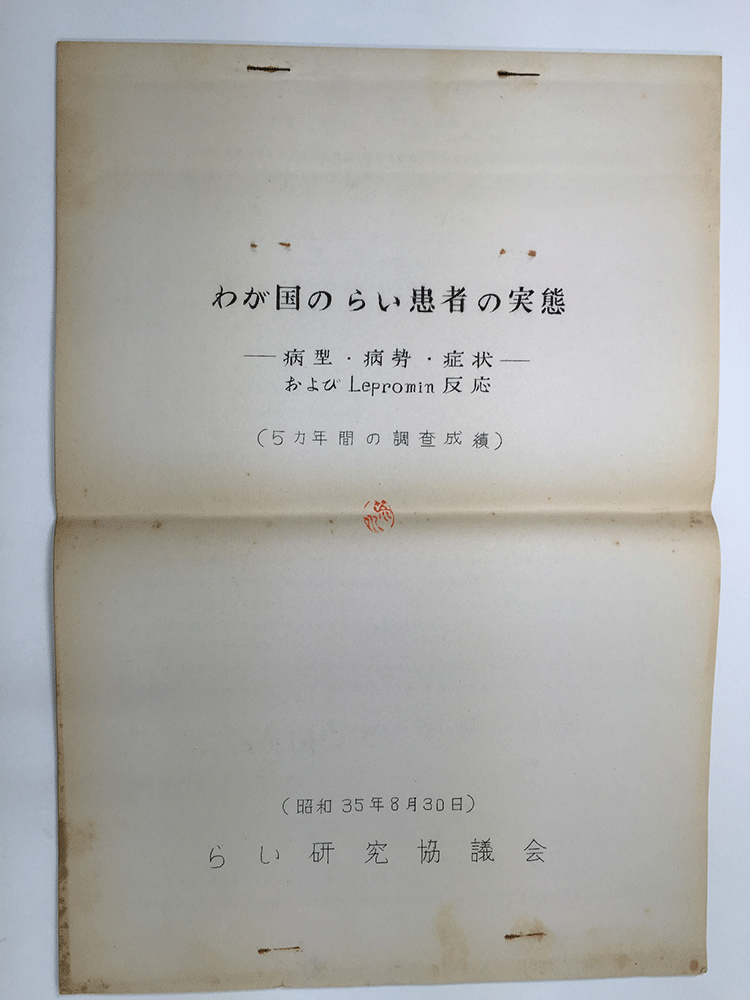 わが国のらい患者の実態
──病型・病勢・症状──
およびLepromin反応
(5カ年間の調査成績)
(昭和35年8月30日)
らい研究協議会